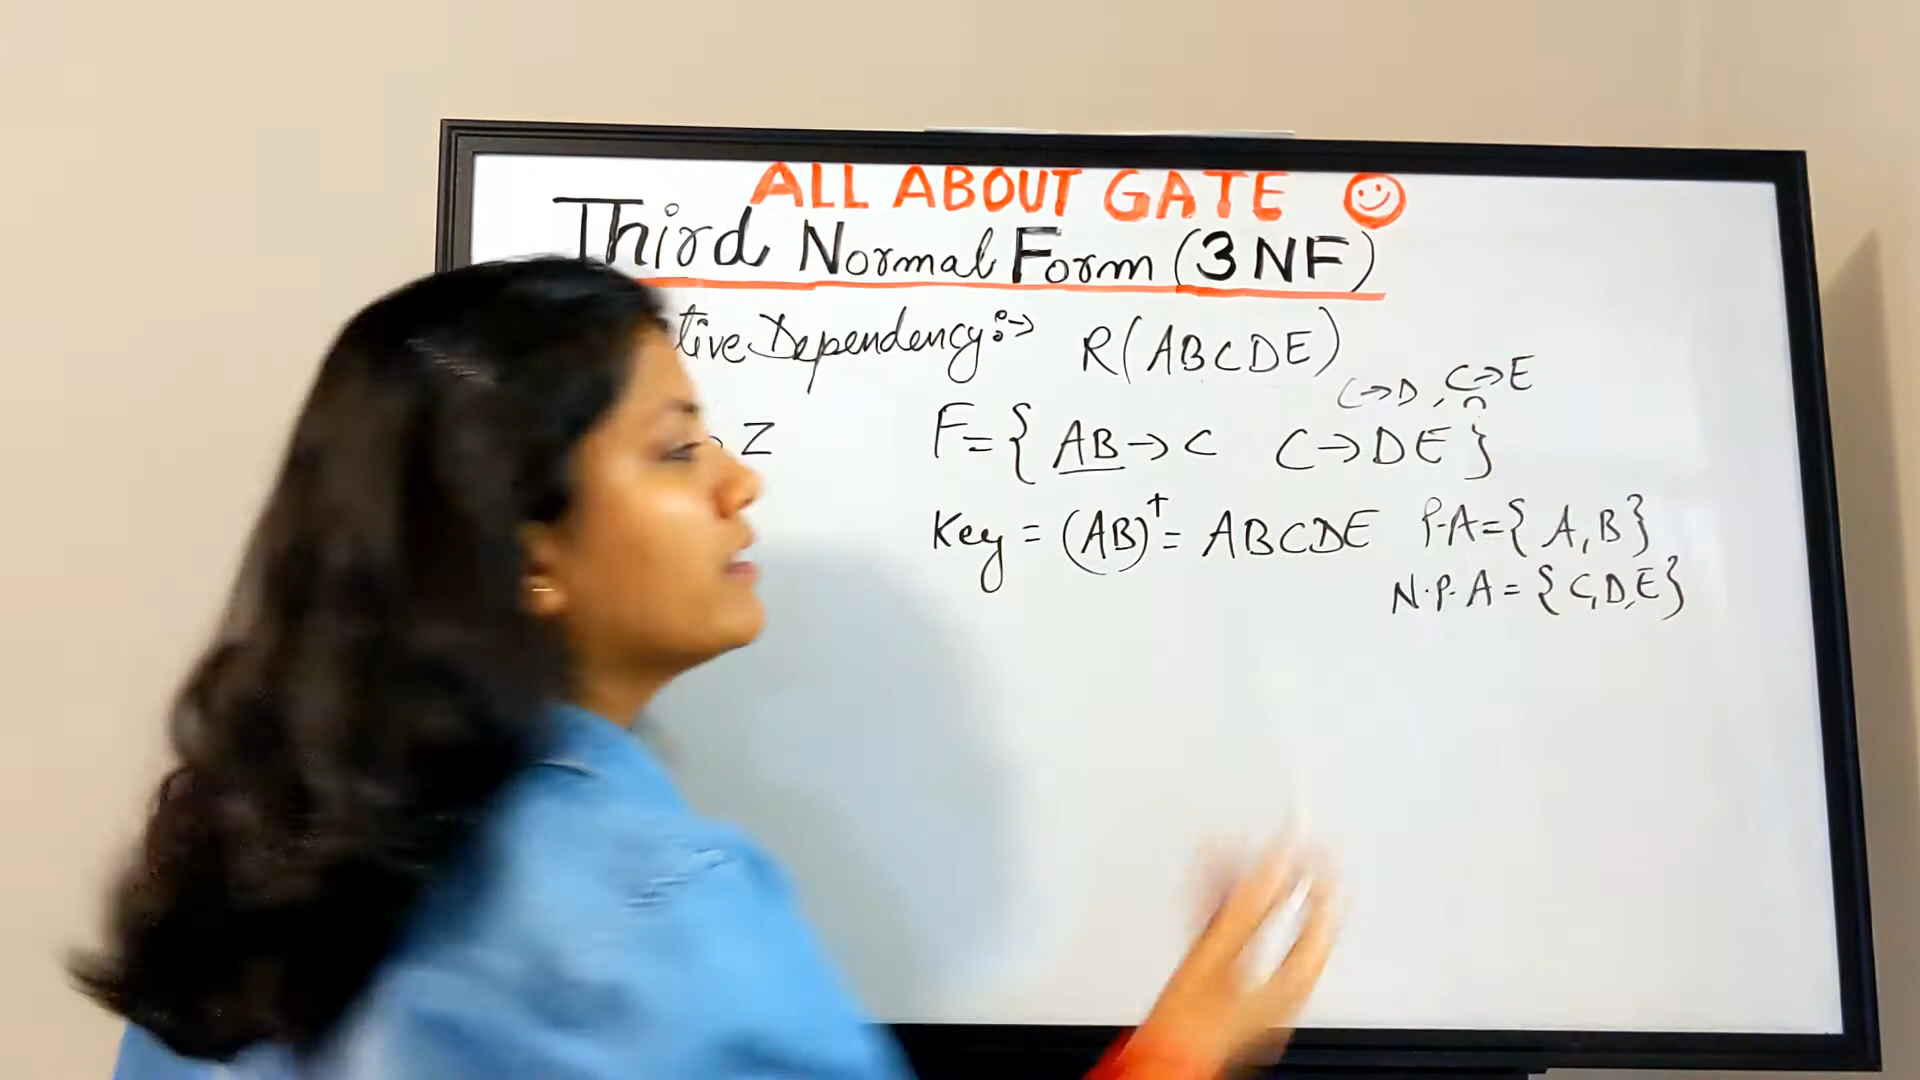 ALL ABOUT GATE
Third Normal Form (3NF)
tive Dependency:→ R(ABCDE)
C→D, C→E
Z F={ AB→C C→DE }
Key = (AB)⁺ = ABCDE P.A={ A,B}
N.P.A={C,D,E}